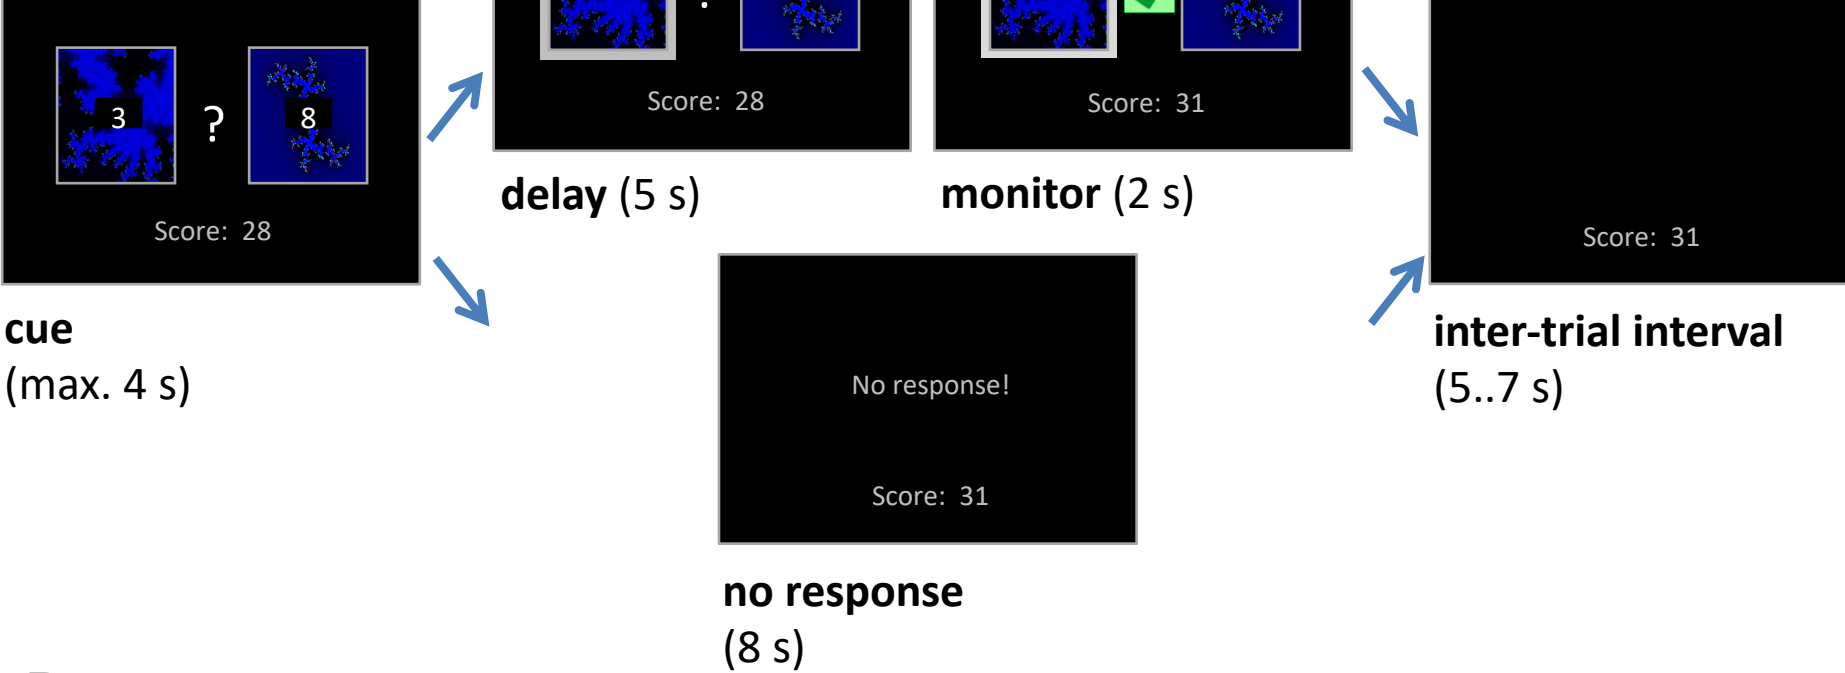 3 ? 8
Score: 28
cue
(max. 4 s)
Score: 28
delay (5 s)
Score: 31
monitor (2 s)
No response!
Score: 31
no response
(8 s)
Score: 31
inter-trial interval
(5..7 s)